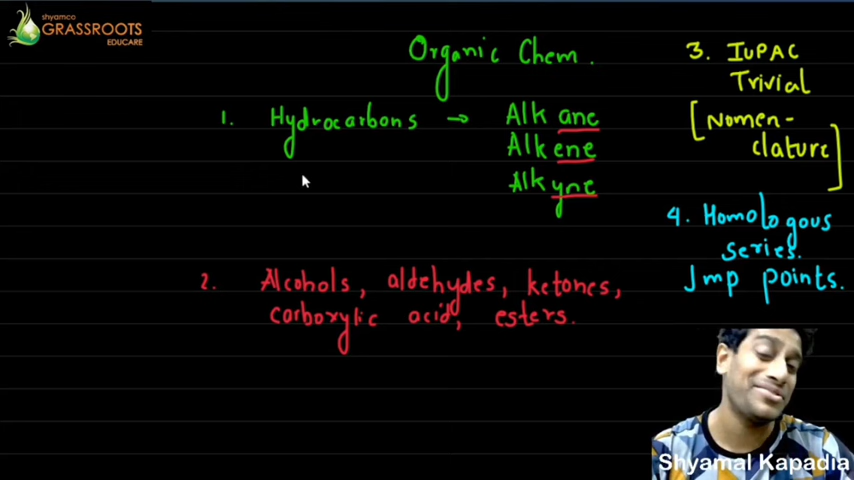 shyamco
GRASSROOTS
EDUCARE
Organic Chem.
1. Hydrocarbons → Alkane
Alkene
Alkyne
2. Alcohols, aldehydes, ketones,
carboxylic acid, esters.
3. IUPAC
Trivial
[Nomen-
clature]
4. Homologous
series.
Imp points.
Shyamal Kapadia